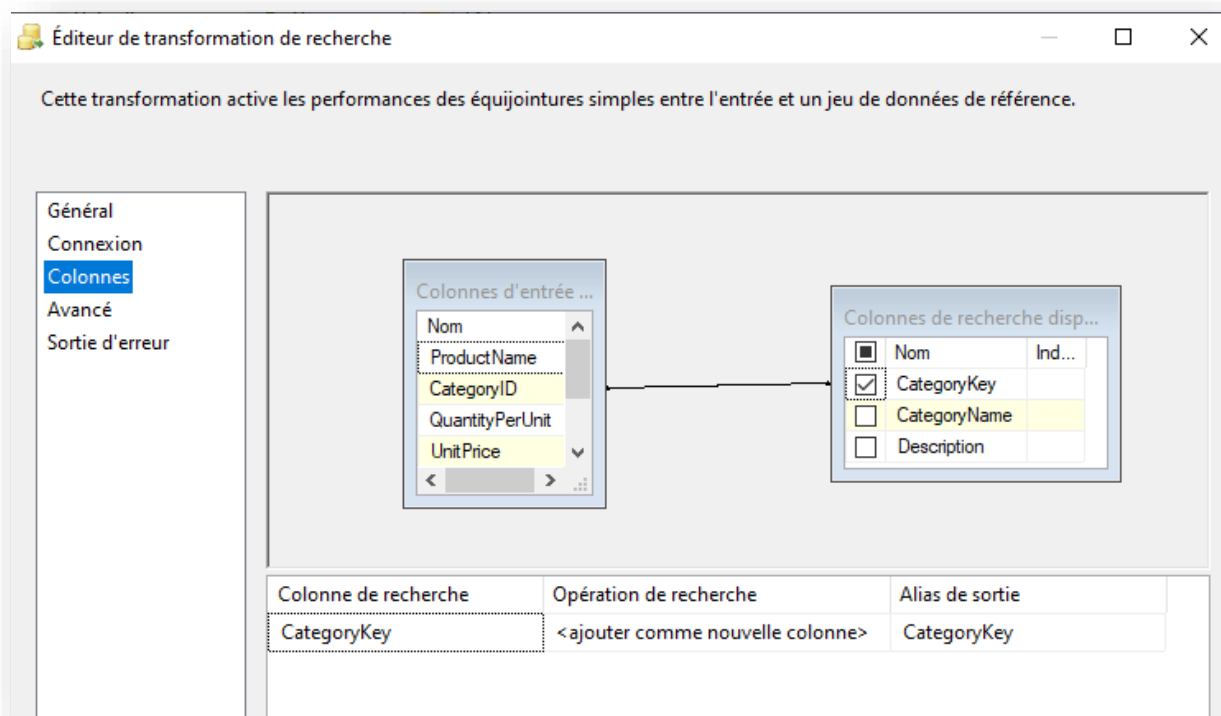 Éditeur de transformation de recherche
Cette transformation active les performances des équijointures simples entre l'entrée et un jeu de données de référence.
Général
Connexion
Colonnes
Avancé
Sortie d'erreur
Colonnes d'entrée ...
Nom
ProductName
CategoryID
QuantityPerUnit
UnitPrice
Colonnes de recherche disp...
Nom Ind...
CategoryKey
CategoryName
Description
Colonne de recherche Opération de recherche Alias de sortie
CategoryKey <ajouter comme nouvelle colonne> CategoryKey